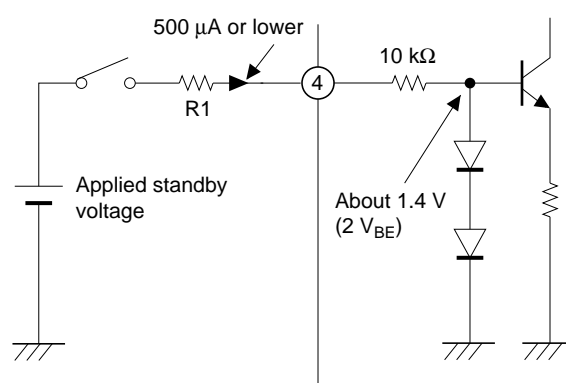 500 μA or lower
10 kΩ
4
R1
Applied standby
voltage
About 1.4 V
(2 VBE)